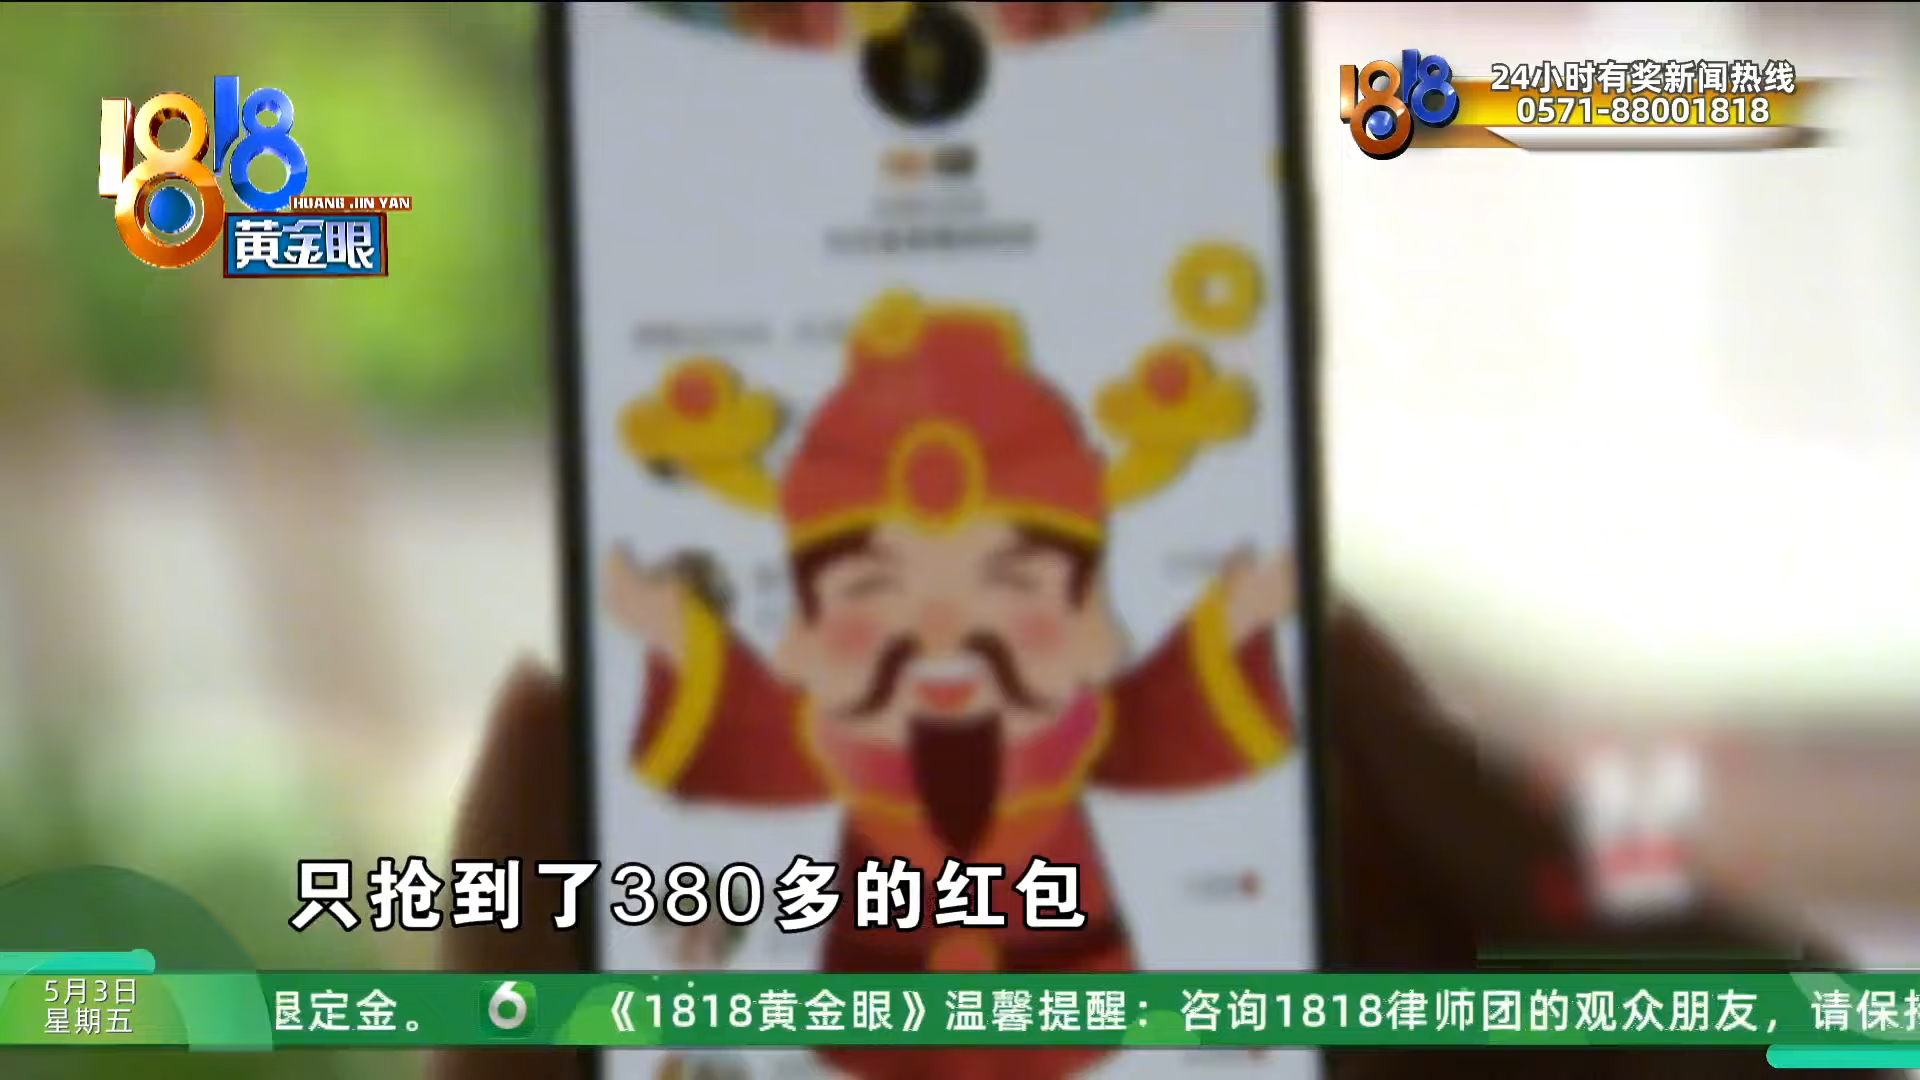 1818
HUANG JIN YAN
黄金眼
1818
24小时有奖新闻热线
0571-88001818
只抢到了380多的红包
5月3日
星期五
退定金。
6
《1818黄金眼》温馨提醒：咨询1818律师团的观众朋友，请保持